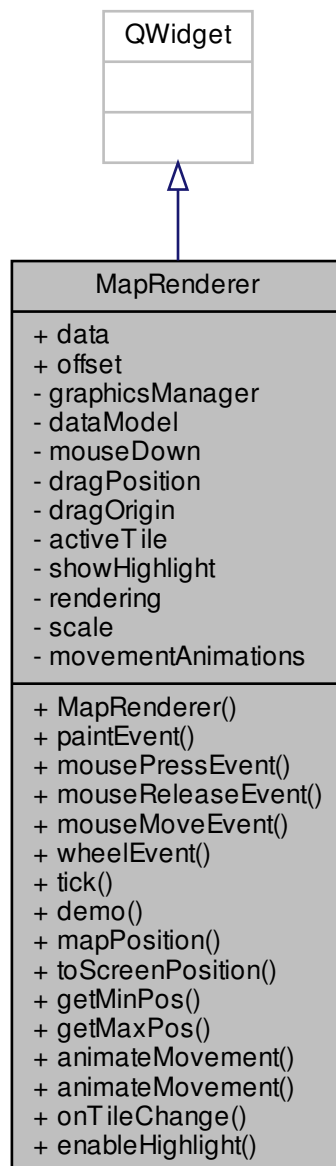 QWidget
MapRenderer
+ data
+ offset
- graphicsManager
- dataModel
- mouseDown
- dragPosition
- dragOrigin
- activeTile
- showHighlight
- rendering
- scale
- movementAnimations
+ MapRenderer()
+ paintEvent()
+ mousePressEvent()
+ mouseReleaseEvent()
+ mouseMoveEvent()
+ wheelEvent()
+ tick()
+ demo()
+ mapPosition()
+ toScreenPosition()
+ getMinPos()
+ getMaxPos()
+ animateMovement()
+ animateMovement()
+ onTileChange()
+ enableHighlight()